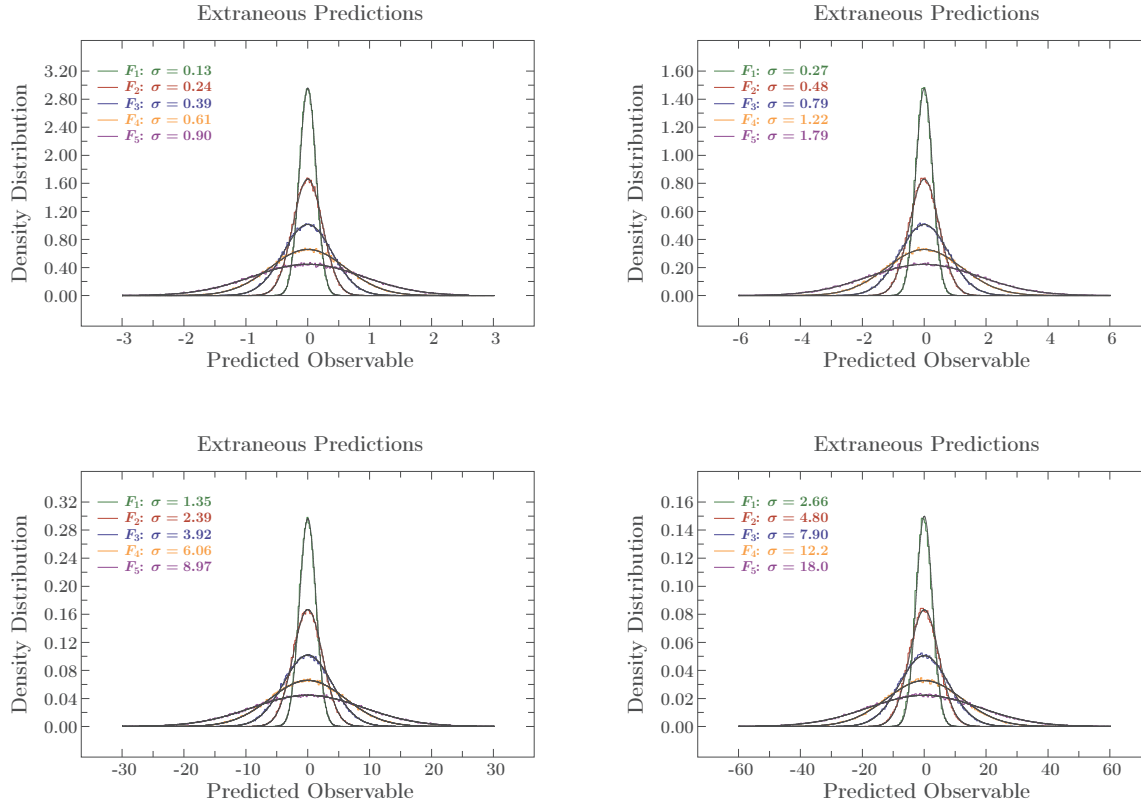 Extraneous Predictions
Density Distribution
3.20
2.80
2.40
2.00
1.60
1.20
0.80
0.40
0.00
F₁: σ = 0.13
F₂: σ = 0.24
F₃: σ = 0.39
F₄: σ = 0.61
F₅: σ = 0.90
-3 -2 -1 0 1 2 3
Predicted Observable
Extraneous Predictions
Density Distribution
1.60
1.40
1.20
1.00
0.80
0.60
0.40
0.20
0.00
F₁: σ = 0.27
F₂: σ = 0.48
F₃: σ = 0.79
F₄: σ = 1.22
F₅: σ = 1.79
-6 -4 -2 0 2 4 6
Predicted Observable
Extraneous Predictions
Density Distribution
0.32
0.28
0.24
0.20
0.16
0.12
0.08
0.04
0.00
F₁: σ = 1.35
F₂: σ = 2.39
F₃: σ = 3.92
F₄: σ = 6.06
F₅: σ = 8.97
-30 -20 -10 0 10 20 30
Predicted Observable
Extraneous Predictions
Density Distribution
0.16
0.14
0.12
0.10
0.08
0.06
0.04
0.02
0.00
F₁: σ = 2.66
F₂: σ = 4.80
F₃: σ = 7.90
F₄: σ = 12.2
F₅: σ = 18.0
-60 -40 -20 0 20 40 60
Predicted Observable